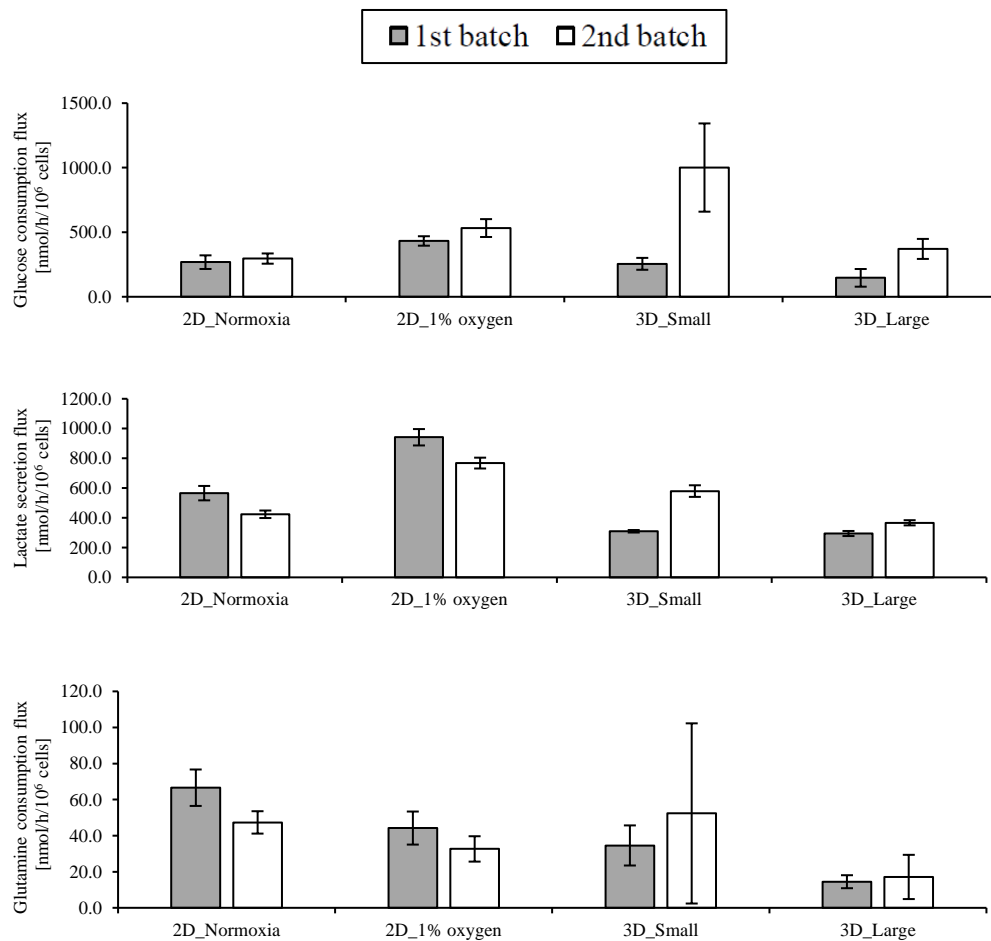 1st batch 2nd batch
Glucose consumption flux
[nmol/h/10⁶ cells]
1500.0
1000.0
500.0
0.0
2D_Normoxia 2D_1% oxygen 3D_Small 3D_Large
Lactate secretion flux
[nmol/h/10⁶ cells]
1200.0
1000.0
800.0
600.0
400.0
200.0
0.0
2D_Normoxia 2D_1% oxygen 3D_Small 3D_Large
Glutamine consumption flux
[nmol/h/10⁶ cells]
120.0
100.0
80.0
60.0
40.0
20.0
0.0
2D_Normoxia 2D_1% oxygen 3D_Small 3D_Large